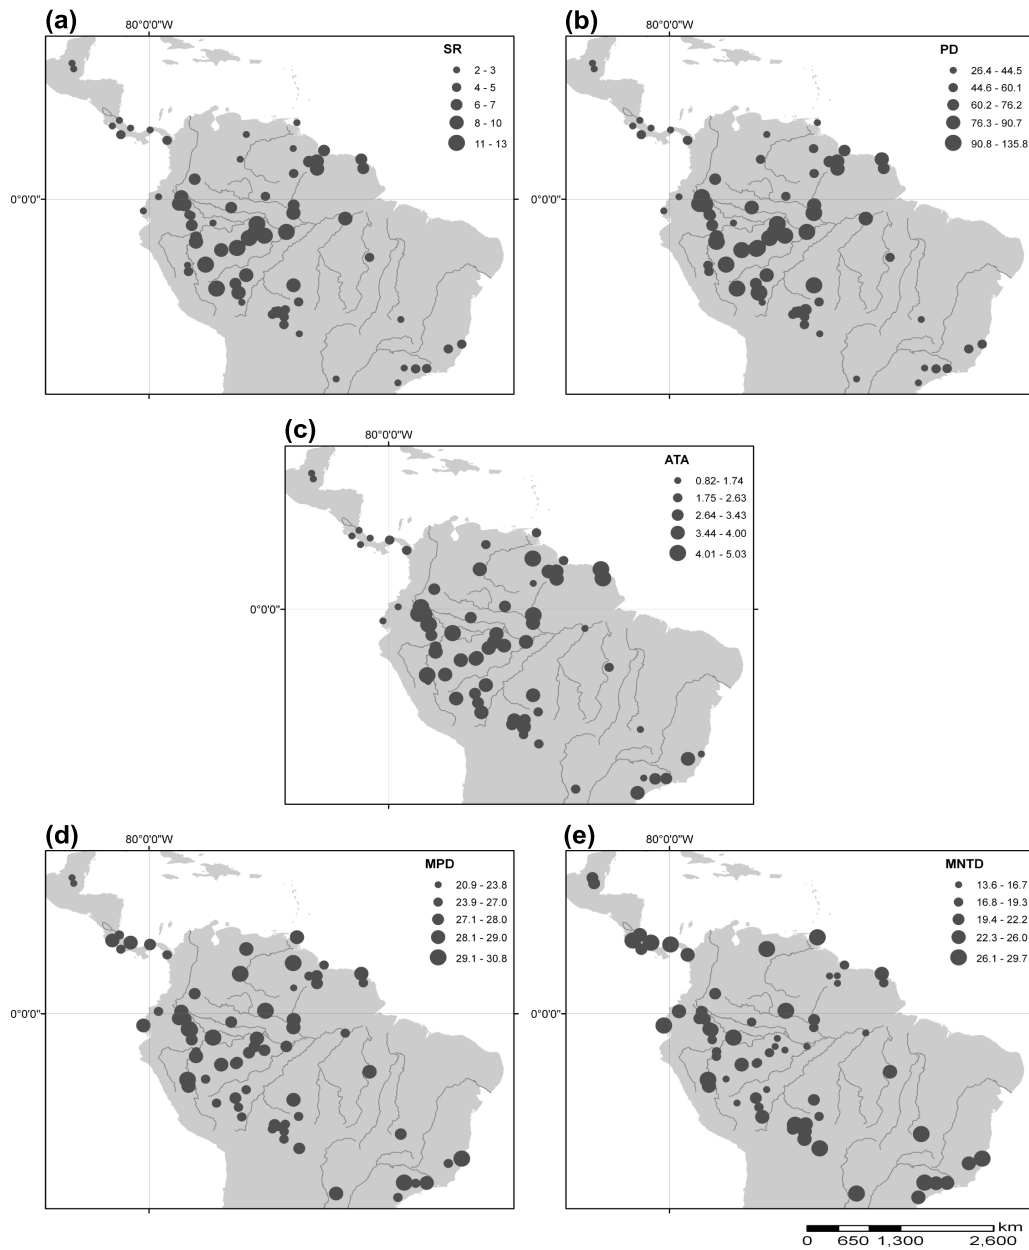 (a)
80°0'0"W
SR
2 - 3
4 - 5
6 - 7
8 - 10
11 - 13
0°0'0"
(b)
80°0'0"W
PD
26.4 - 44.5
44.6 - 60.1
60.2 - 76.2
76.3 - 90.7
90.8 - 135.8
0°0'0"
(c)
80°0'0"W
ATA
0.82- 1.74
1.75 - 2.63
2.64 - 3.43
3.44 - 4.00
4.01 - 5.03
0°0'0"
(d)
80°0'0"W
MPD
20.9 - 23.8
23.9 - 27.0
27.1 - 28.0
28.1 - 29.0
29.1 - 30.8
0°0'0"
(e)
80°0'0"W
MNTD
13.6 - 16.7
16.8 - 19.3
19.4 - 22.2
22.3 - 26.0
26.1 - 29.7
0°0'0"
km
0 650 1,300 2,600